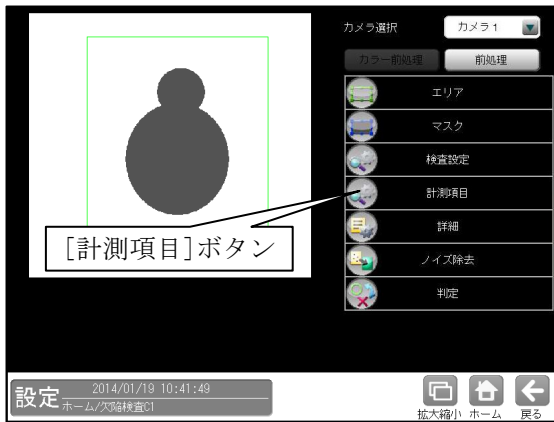 カメラ選択
カメラ1
カラー前処理
前処理
エリア
マスク
検査設定
計測項目
詳細
ノイズ除去
判定
[計測項目]ボタン
設定
2014/01/19 10:41:49
ホーム/欠陥検査C1
拡大縮小
ホーム
戻る